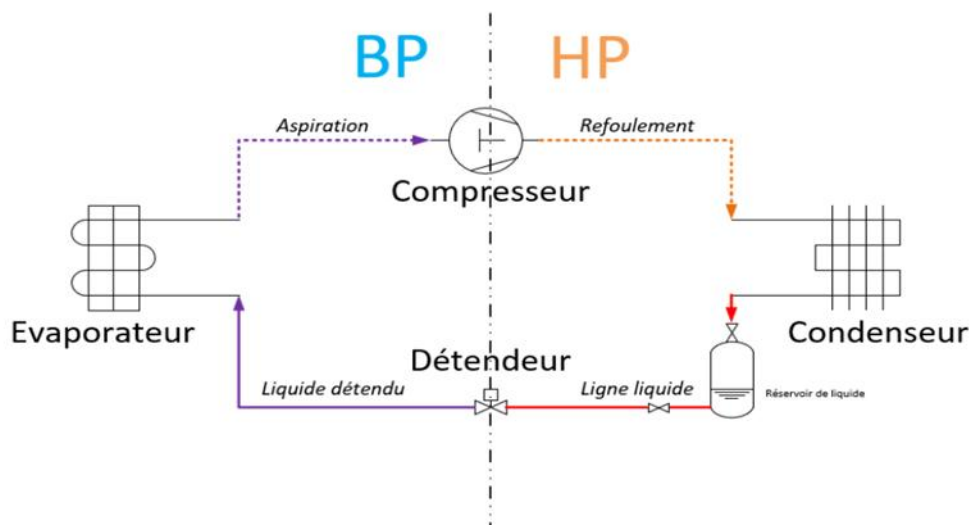 BP
HP
Aspiration
Refoulement
Compresseur
Evaporateur
Condenseur
Détendeur
Liquide détendu
Ligne liquide
Réservoir de liquide